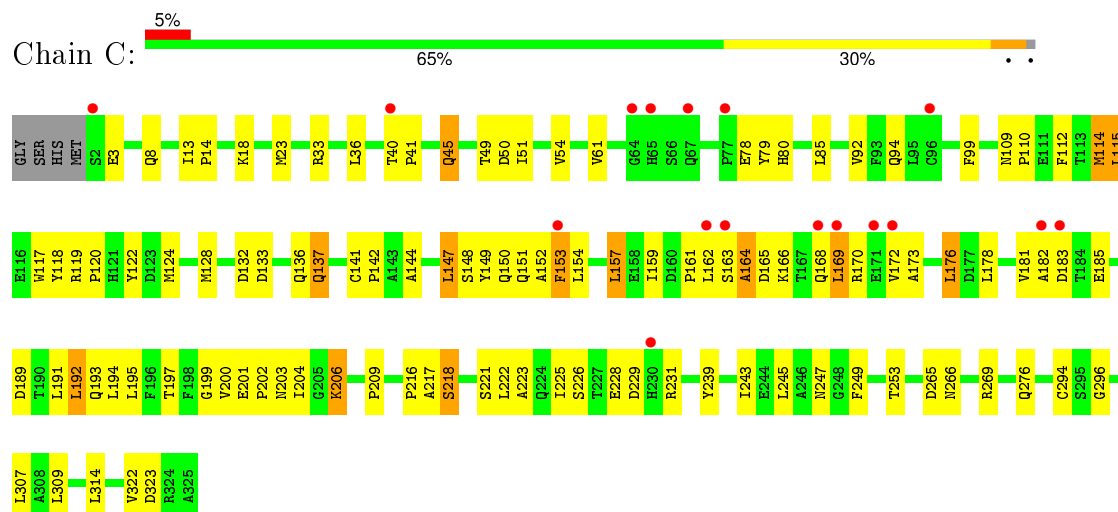 5%
Chain C:
65% 30% • •
GLY SER HIS MET S2 E3 Q8 I13 P14 K18 M23 R33 L36 T40 P41 Q45 T49 D50 I51 V54 V61 G64 H65 S66 Q67 P77 E78 Y79 H80 L85 V92 F93 Q94 L95 C96 F99 N109 P110 E111 F112 T113 M114 L115
E116 W117 Y118 R119 P120 H121 Y122 D123 M124 M128 D132 D133 Q136 Q137 C141 P142 A143 A144 L147 S148 Y149 Q150 Q151 A152 F153 L154 L157 E158 I159 D160 P161 L162 S163 A164 D165 K166 T167 Q168 L169 R170 E171 V172 A173 L176 D177 L178 V181 A182 D183 T184 E185
D189 T190 L191 L192 Q193 L194 L195 F196 T197 F198 G199 V200 E201 P202 N203 I204 G205 K206 P209 P216 A217 S218 S221 L222 A223 Q224 I225 S226 T227 E228 D229 H230 R231 Y239 I243 E244 L245 A246 N247 G248 F249 T253 D265 N266 R269 Q276 C294 S295 G296
L307 A308 L309 L314 V322 D323 R324 A325